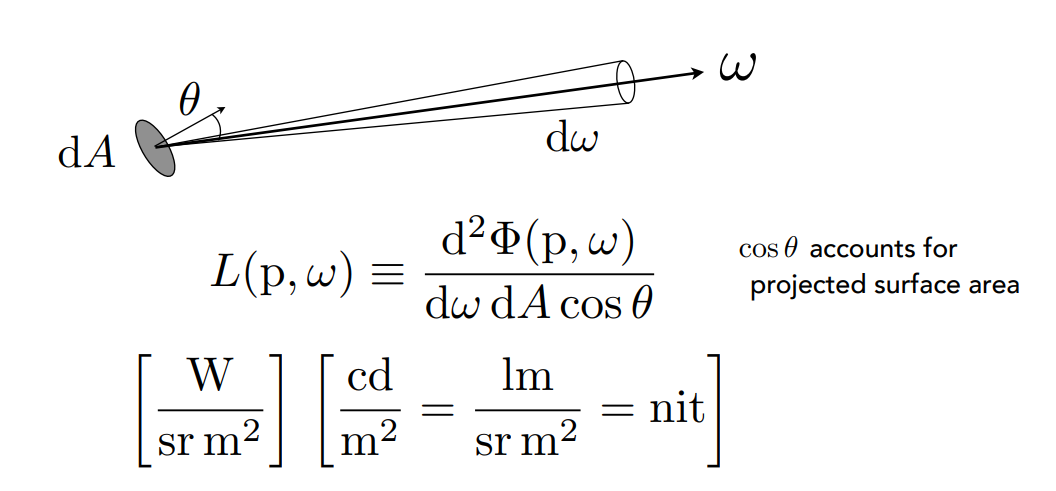 ω
θ
dA
dω
L(p, ω) ≡ d²Φ(p, ω) / dω dA cos θ
cos θ accounts for
projected surface area
[W / sr m²] [cd / m² = lm / sr m² = nit]